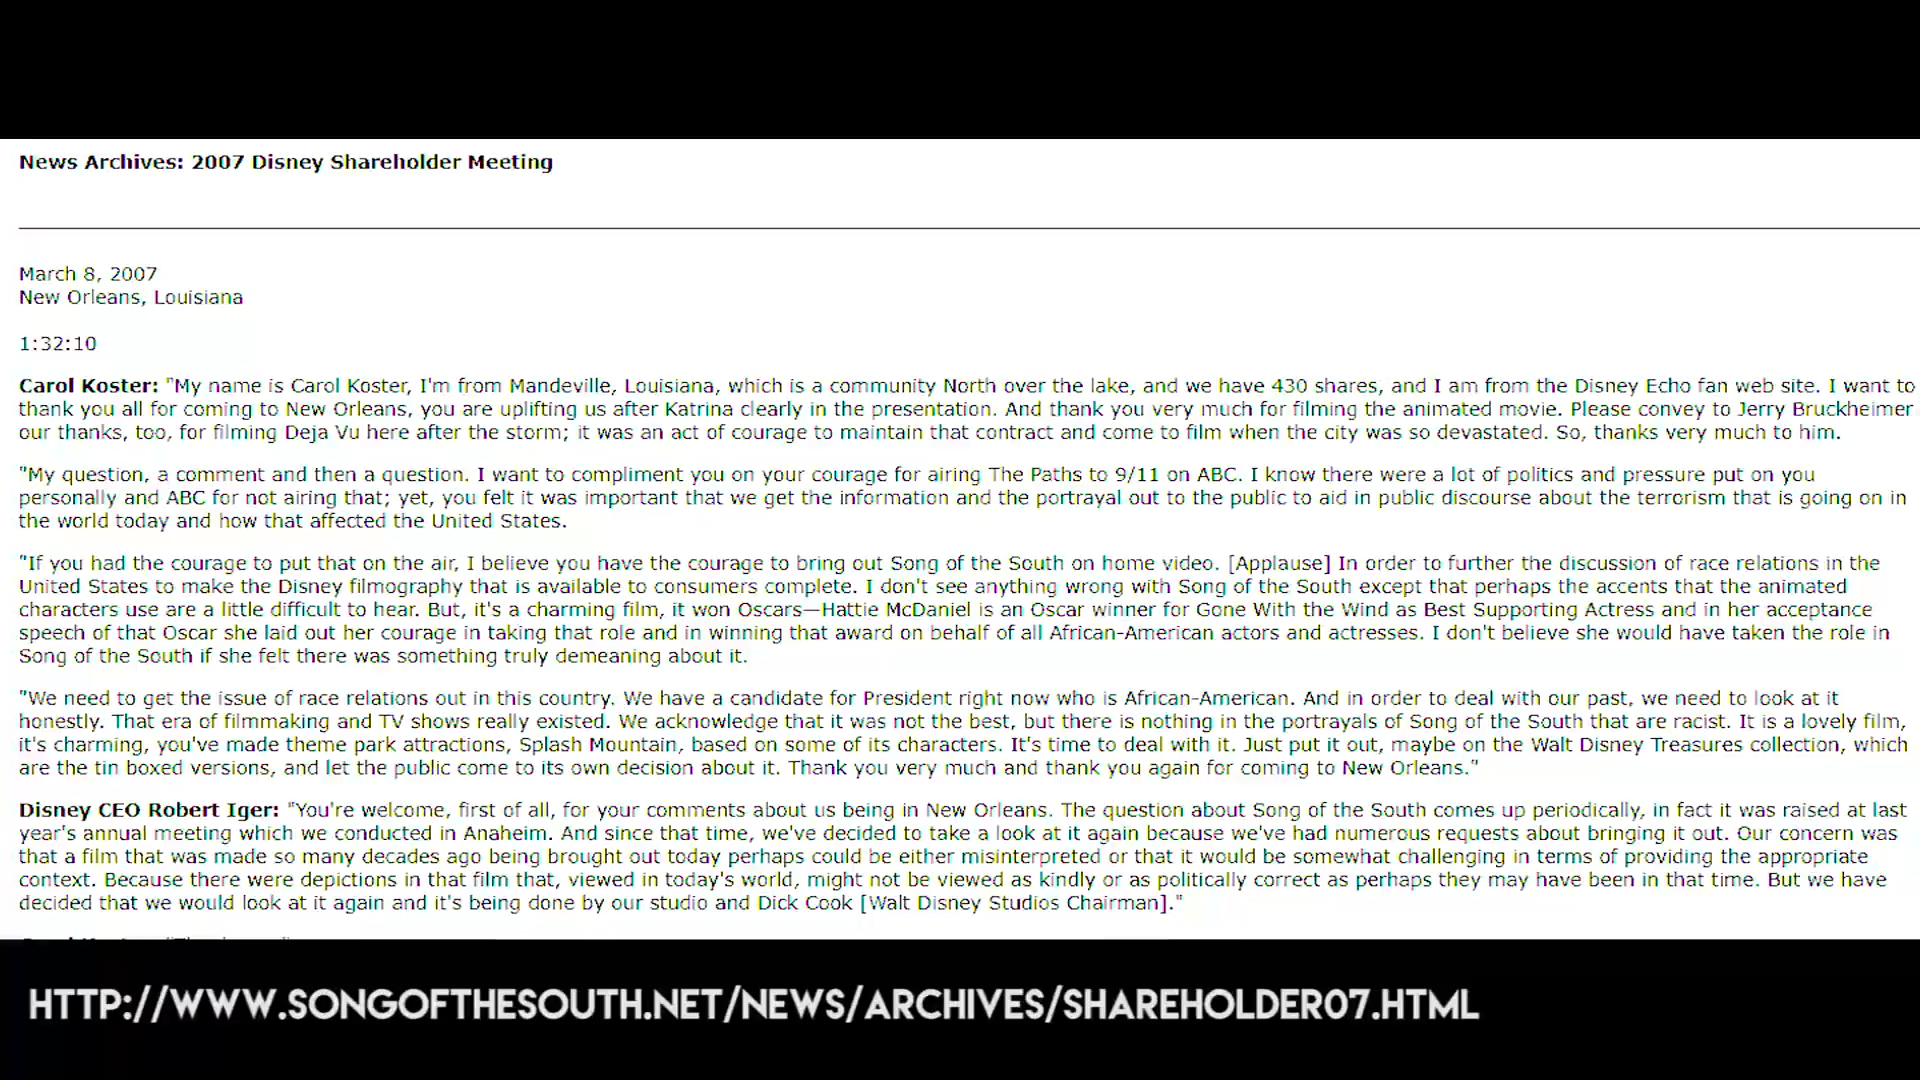 News Archives: 2007 Disney Shareholder Meeting
March 8, 2007
New Orleans, Louisiana
1:32:10
Carol Koster: "My name is Carol Koster, I'm from Mandeville, Louisiana, which is a community North over the lake, and we have 430 shares, and I am from the Disney Echo fan web site. I want to
thank you all for coming to New Orleans, you are uplifting us after Katrina clearly in the presentation. And thank you very much for filming the animated movie. Please convey to Jerry Bruckheimer
our thanks, too, for filming Deja Vu here after the storm; it was an act of courage to maintain that contract and come to film when the city was so devastated. So, thanks very much to him.
"My question, a comment and then a question. I want to compliment you on your courage for airing The Paths to 9/11 on ABC. I know there were a lot of politics and pressure put on you
personally and ABC for not airing that; yet, you felt it was important that we get the information and the portrayal out to the public to aid in public discourse about the terrorism that is going on in
the world today and how that affected the United States.
"If you had the courage to put that on the air, I believe you have the courage to bring out Song of the South on home video. [Applause] In order to further the discussion of race relations in the
United States to make the Disney filmography that is available to consumers complete. I don't see anything wrong with Song of the South except that perhaps the accents that the animated
characters use are a little difficult to hear. But, it's a charming film, it won Oscars—Hattie McDaniel is an Oscar winner for Gone With the Wind as Best Supporting Actress and in her acceptance
speech of that Oscar she laid out her courage in taking that role and in winning that award on behalf of all African-American actors and actresses. I don't believe she would have taken the role in
Song of the South if she felt there was something truly demeaning about it.
"We need to get the issue of race relations out in this country. We have a candidate for President right now who is African-American. And in order to deal with our past, we need to look at it
honestly. That era of filmmaking and TV shows really existed. We acknowledge that it was not the best, but there is nothing in the portrayals of Song of the South that are racist. It is a lovely film,
it's charming, you've made theme park attractions, Splash Mountain, based on some of its characters. It's time to deal with it. Just put it out, maybe on the Walt Disney Treasures collection, which
are the tin boxed versions, and let the public come to its own decision about it. Thank you very much and thank you again for coming to New Orleans."
Disney CEO Robert Iger: "You're welcome, first of all, for your comments about us being in New Orleans. The question about Song of the South comes up periodically, in fact it was raised at last
year's annual meeting which we conducted in Anaheim. And since that time, we've decided to take a look at it again because we've had numerous requests about bringing it out. Our concern was
that a film that was made so many decades ago being brought out today perhaps could be either misinterpreted or that it would be somewhat challenging in terms of providing the appropriate
context. Because there were depictions in that film that, viewed in today's world, might not be viewed as kindly or as politically correct as perhaps they may have been in that time. But we have
decided that we would look at it again and it's being done by our studio and Dick Cook [Walt Disney Studios Chairman]."
HTTP://WWW.SONGOFTHESOUTH.NET/NEWS/ARCHIVES/SHAREHOLDER07.HTML